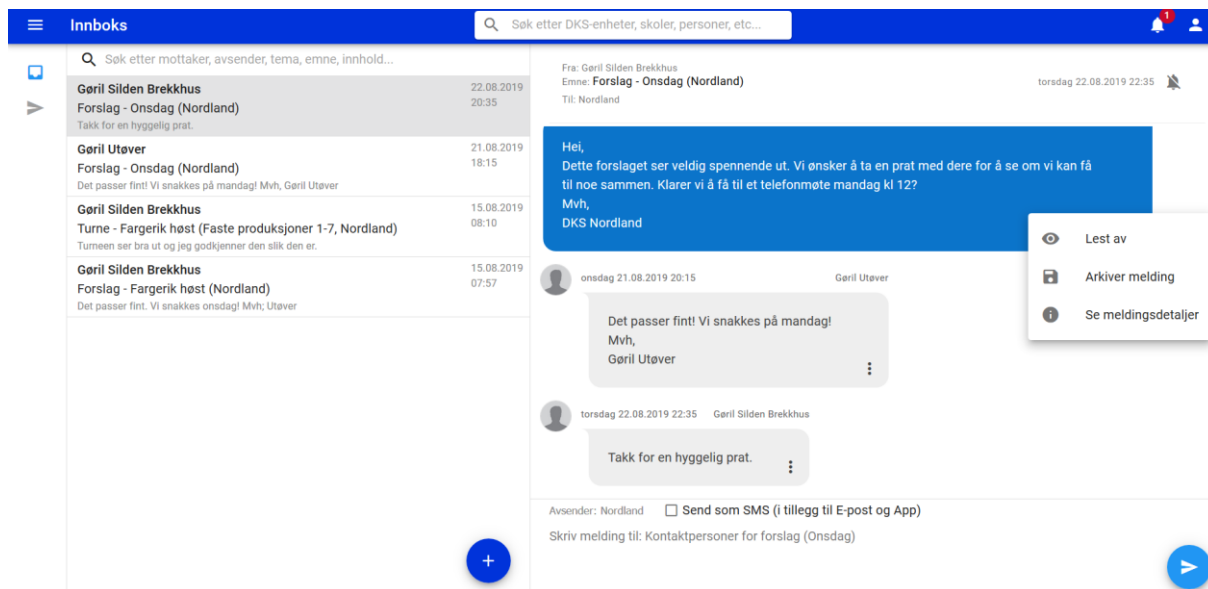 Innboks
Søk etter DKS-enheter, skoler, personer, etc...
1
Søk etter mottaker, avsender, tema, emne, innhold...
Gøril Silden Brekkhus 22.08.2019
Forslag - Onsdag (Nordland) 20:35
Takk for en hyggelig prat.
Gøril Utøver 21.08.2019
Forslag - Onsdag (Nordland) 18:15
Det passer fint! Vi snakkes på mandag! Mvh, Gøril Utøver
Gøril Silden Brekkhus 15.08.2019
Turne - Fargerik høst (Faste produksjoner 1-7, Nordland) 08:10
Turneen ser bra ut og jeg godkjenner den slik den er.
Gøril Silden Brekkhus 15.08.2019
Forslag - Fargerik høst (Nordland) 07:57
Det passer fint. Vi snakkes onsdag! Mvh; Utøver
+
Fra: Gøril Silden Brekkhus
Emne: Forslag - Onsdag (Nordland) torsdag 22.08.2019 22:35
Til: Nordland
Hei,
Dette forslaget ser veldig spennende ut. Vi ønsker å ta en prat med dere for å se om vi kan få
til noe sammen. Klarer vi å få til et telefonmøte mandag kl 12?
Mvh,
DKS Nordland
Lest av
Arkiver melding
Se meldingsdetaljer
onsdag 21.08.2019 20:15 Gøril Utøver
Det passer fint! Vi snakkes på mandag!
Mvh,
Gøril Utøver
torsdag 22.08.2019 22:35 Gøril Silden Brekkhus
Takk for en hyggelig prat.
Avsender: Nordland Send som SMS (i tillegg til E-post og App)
Skriv melding til: Kontaktpersoner for forslag (Onsdag)